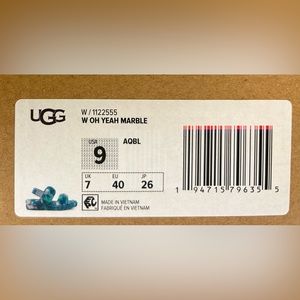 UGG
W / 1122555
W OH YEAH MARBLE
USA
AQBL
9
UK EU JP
7 40 26
MADE IN VIETNAM
FABRIQUÉ EN VIETNAM
1 94715 79635 5